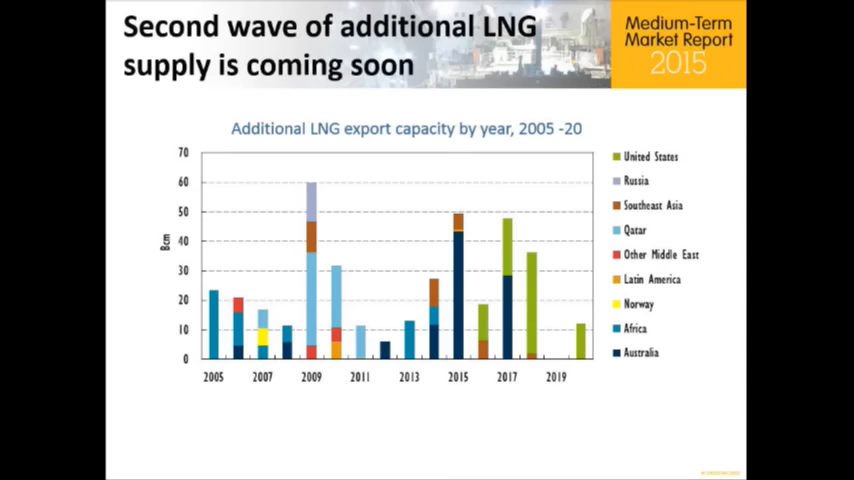 Second wave of additional LNG
supply is coming soon
Medium-Term
Market Report
2015
Additional LNG export capacity by year, 2005 -20
70
60
50
40
30
20
10
0
Bcm
2005
2007
2009
2011
2013
2015
2017
2019
United States
Russia
Southeast Asia
Qatar
Other Middle East
Latin America
Norway
Africa
Australia